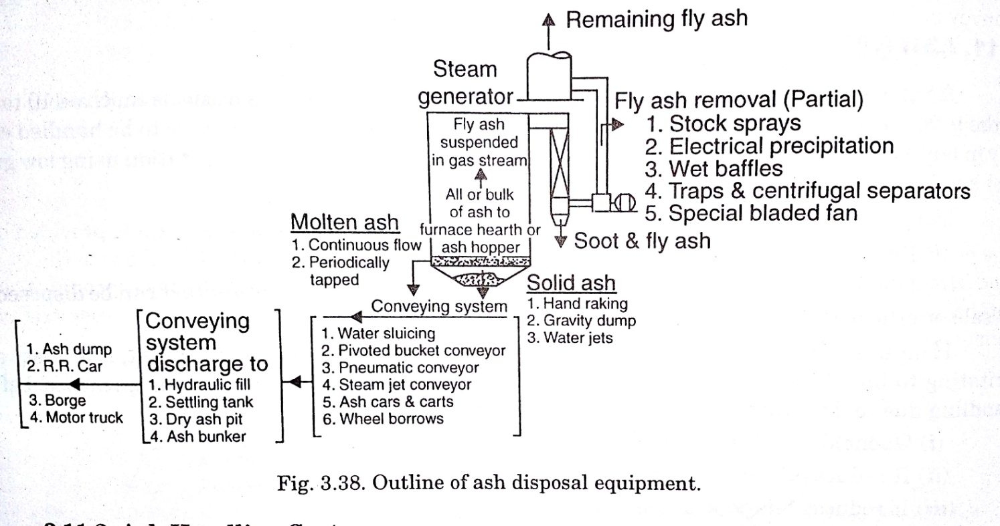 Remaining fly ash
Steam
generator
Fly ash removal (Partial)
1. Stock sprays
2. Electrical precipitation
3. Wet baffles
4. Traps & centrifugal separators
5. Special bladed fan
Fly ash
suspended
in gas stream
All or bulk
of ash to
furnace hearth or
ash hopper
Soot & fly ash
Molten ash
1. Continuous flow
2. Periodically
tapped
Solid ash
1. Hand raking
2. Gravity dump
3. Water jets
Conveying system
1. Water sluicing
2. Pivoted bucket conveyor
3. Pneumatic conveyor
4. Steam jet conveyor
5. Ash cars & carts
6. Wheel borrows
Conveying
system
discharge to
1. Hydraulic fill
2. Settling tank
3. Dry ash pit
4. Ash bunker
1. Ash dump
2. R.R. Car
3. Borge
4. Motor truck
Fig. 3.38. Outline of ash disposal equipment.